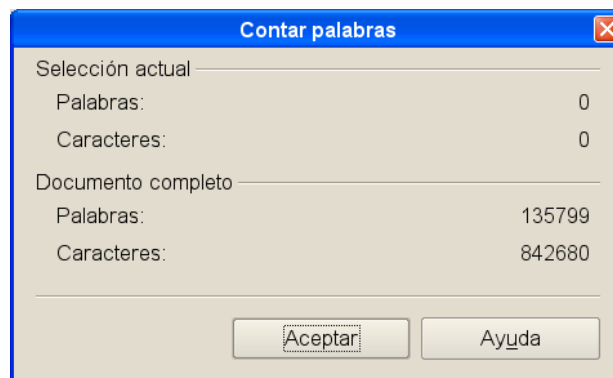 Contar palabras
Selección actual
Palabras: 0
Caracteres: 0
Documento completo
Palabras: 135799
Caracteres: 842680
Aceptar Ayuda